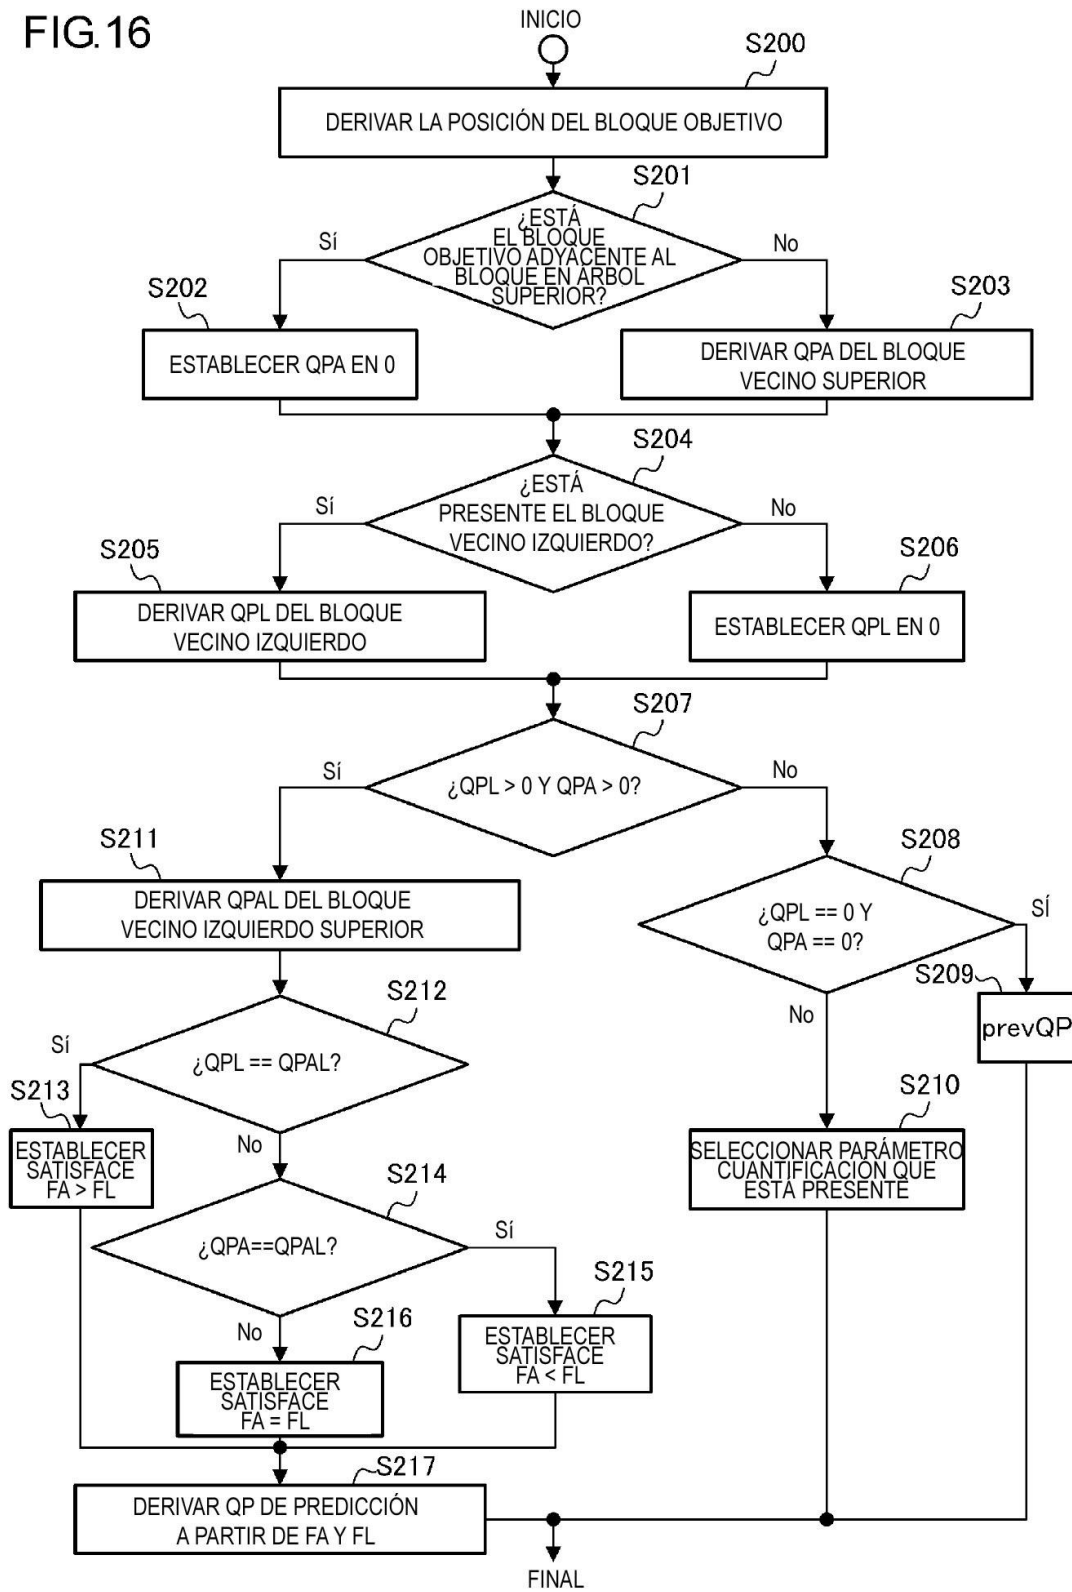 FIG.16
INICIO
S200
DERIVAR LA POSICIÓN DEL BLOQUE OBJETIVO
S201
¿ESTÁ
EL BLOQUE
OBJETIVO ADYACENTE AL
BLOQUE EN ÁRBOL
SUPERIOR?
Sí
No
S202
ESTABLECER QPA EN 0
S203
DERIVAR QPA DEL BLOQUE
VECINO SUPERIOR
S204
¿ESTÁ
PRESENTE EL BLOQUE
VECINO IZQUIERDO?
Sí
No
S205
DERIVAR QPL DEL BLOQUE
VECINO IZQUIERDO
S206
ESTABLECER QPL EN 0
S207
¿QPL > 0 Y QPA > 0?
Sí
No
S211
DERIVAR QPAL DEL BLOQUE
VECINO IZQUIERDO SUPERIOR
S208
¿QPL == 0 Y
QPA == 0?
SÍ
No
S209
prevQP
S212
¿QPL == QPAL?
Sí
No
S213
ESTABLECER
SATISFACE
FA > FL
S210
SELECCIONAR PARÁMETRO
CUANTIFICACIÓN QUE
ESTÁ PRESENTE
S214
¿QPA==QPAL?
Sí
No
S215
ESTABLECER
SATISFACE
FA < FL
S216
ESTABLECER
SATISFACE
FA = FL
S217
DERIVAR QP DE PREDICCIÓN
A PARTIR DE FA Y FL
FINAL